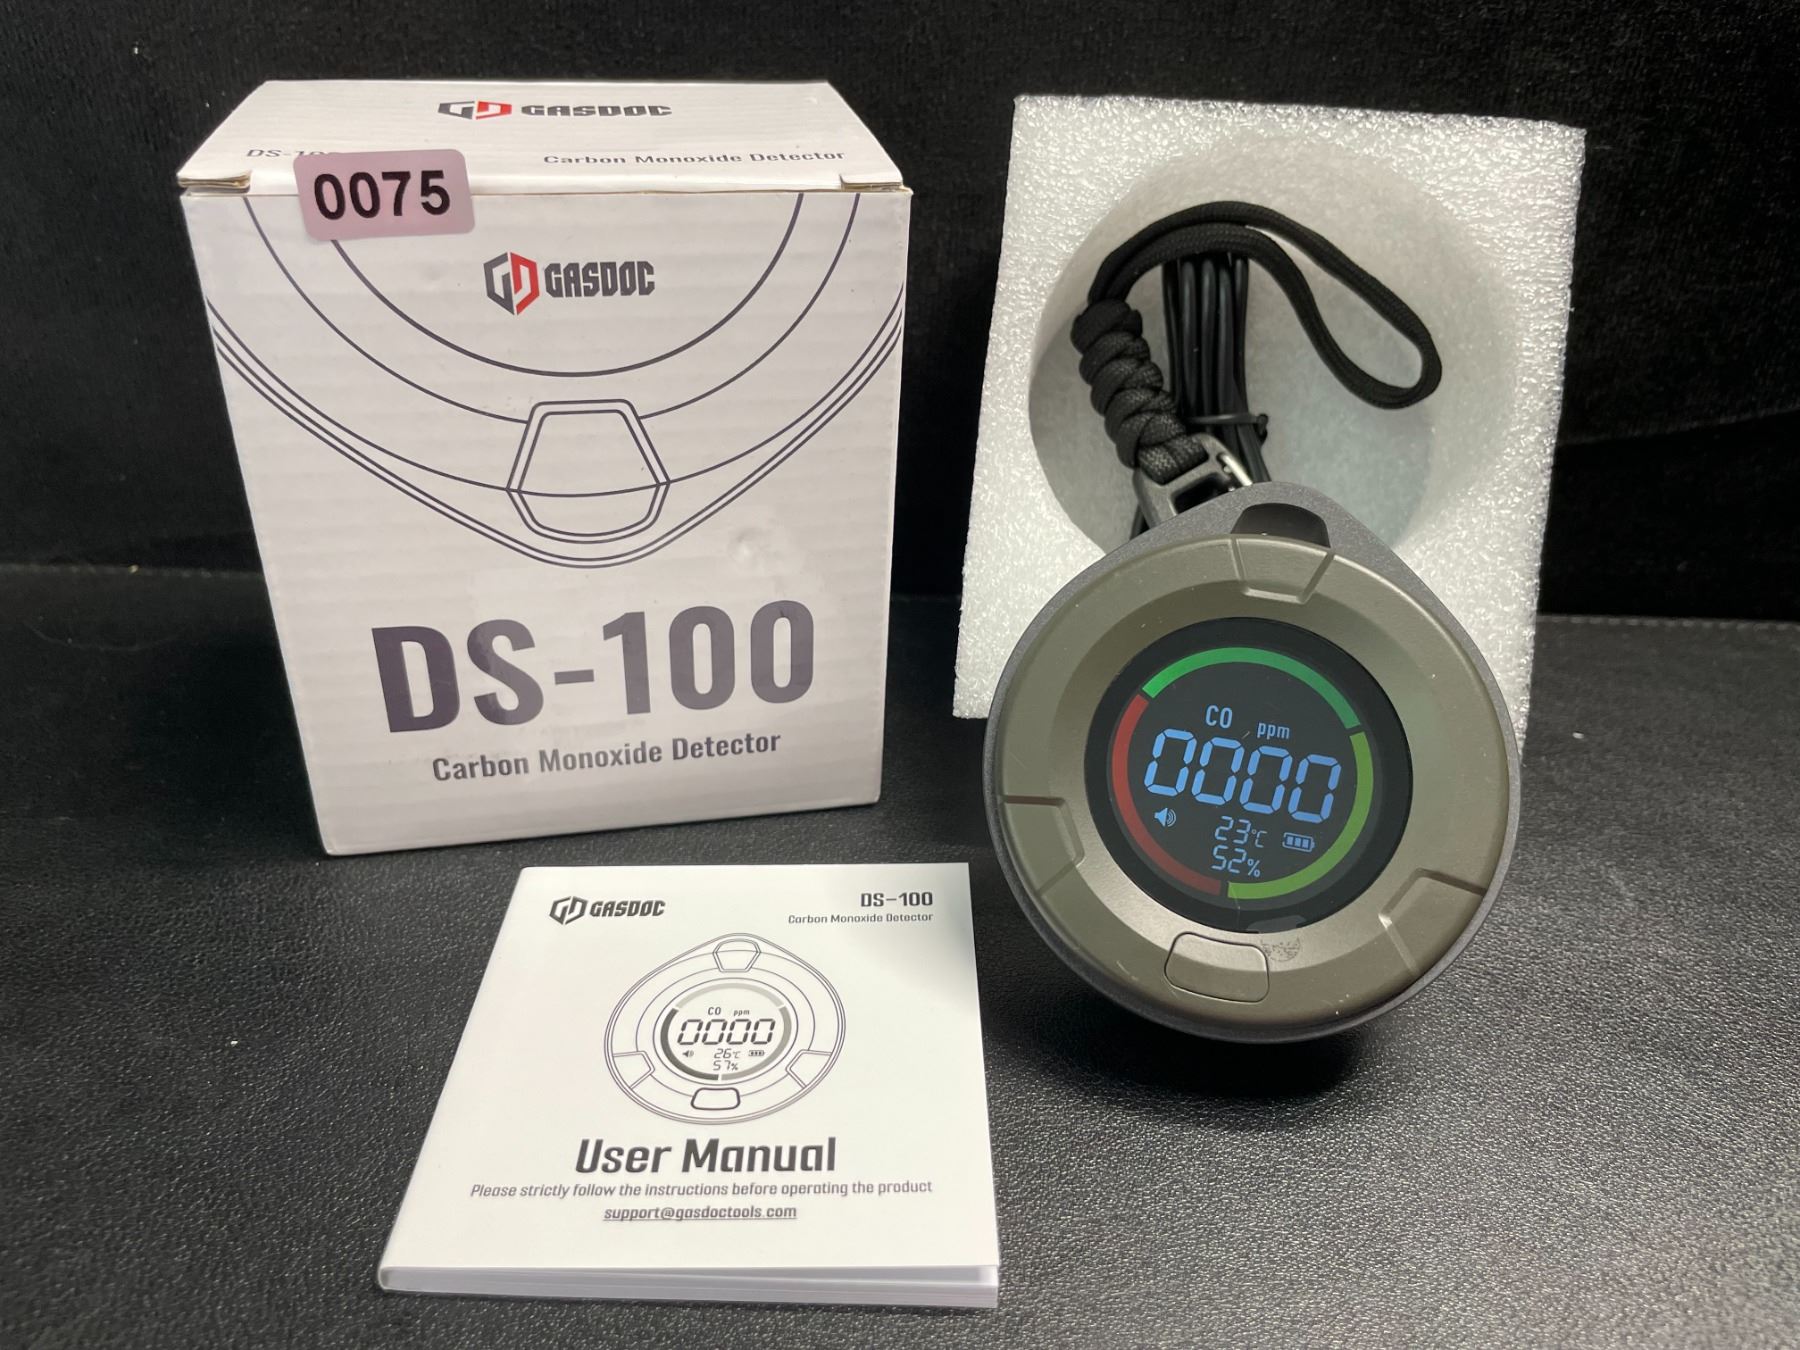 GASDOC
DS-100
Carbon Monoxide Detector
0075
GASDOC
DS-100
Carbon Monoxide Detector
CO ppm
0000
23°C
52%
GASDOC
DS-100
Carbon Monoxide Detector
CO ppm
0000
26°C
57%
User Manual
Please strictly follow the instructions before operating the product
support@gasdoctools.com